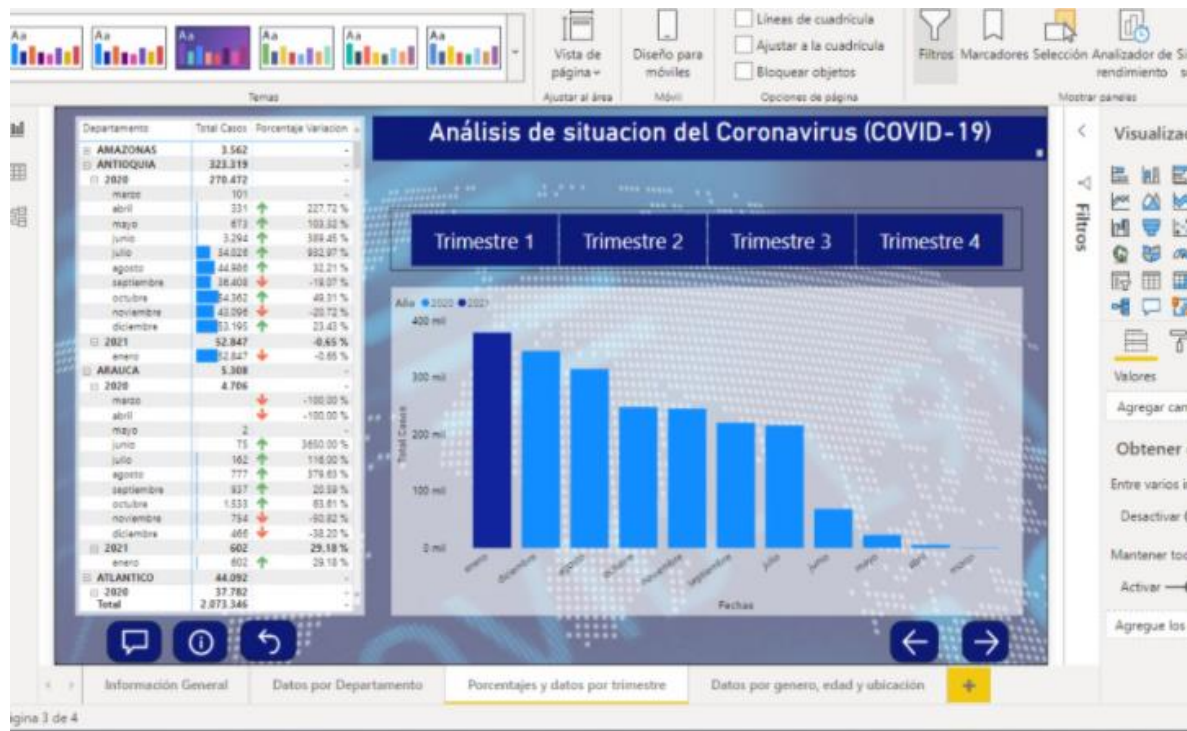 Aa Aa Aa Aa Aa Aa
Vista de página
Diseño para móviles
Líneas de cuadrícula
Ajustar a la cuadrícula
Bloquear objetos
Filtros Marcadores Selección Analizador de rendimiento
Temas Ajustar al área Móvil Opciones de página Mostrar paneles
Departamento Total Casos Porcentaje Variacion
AMAZONAS 3.562 -
ANTIOQUIA 323.319 -
2020 270.472 -
marzo 101 -
abril 331 227,72 %
mayo 673 103,32 %
junio 3.294 389,45 %
julio 34.026 932,97 %
agosto 44.986 32,21 %
septiembre 36.408 -19,07 %
octubre 54.362 49,31 %
noviembre 43.096 -20,72 %
diciembre 53.195 23,43 %
2021 52.847 -0,65 %
enero 52.847 -0,65 %
ARAUCA 5.308 -
2020 4.706 -
marzo -100,00 %
abril -100,00 %
mayo 2 -
junio 75 3650,00 %
julio 162 116,00 %
agosto 777 379,63 %
septiembre 937 20,59 %
octubre 1.533 63,61 %
noviembre 754 -50,82 %
diciembre 466 -38,20 %
2021 602 29,18 %
enero 602 29,18 %
ATLANTICO 44.092 -
2020 37.782 -
Total 2.073.346 -
Análisis de situacion del Coronavirus (COVID-19)
Trimestre 1 Trimestre 2 Trimestre 3 Trimestre 4
Año 2020 2021
400 mil
300 mil
200 mil
100 mil
0 mil
Total Casos
enero diciembre agosto octubre noviembre septiembre julio junio mayo abril marzo
Fechas
Filtros
Visualizac
Valores
Agregar can
Obtener
Entre varios i
Desactivar
Mantener toc
Activar
Agregue los
Información General Datos por Departamento Porcentajes y datos por trimestre Datos por genero, edad y ubicación +
ágina 3 de 4